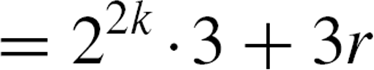 = 2^{2k} · 3 + 3r